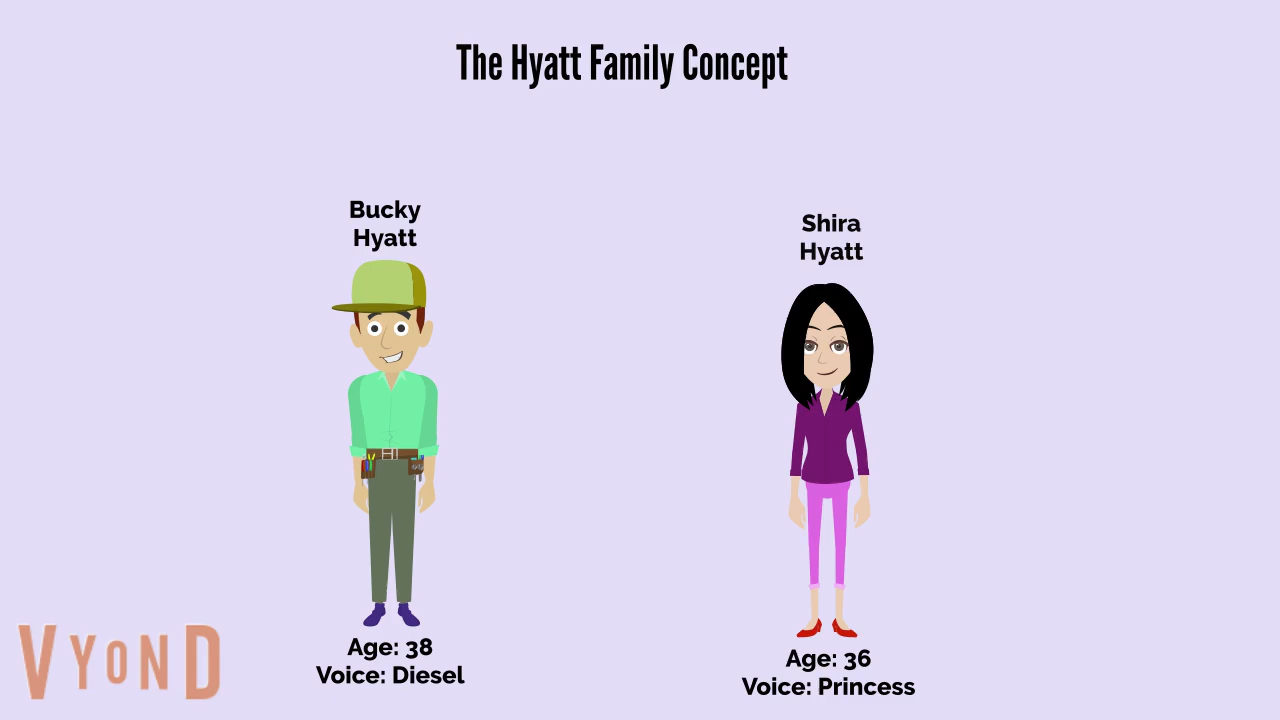 The Hyatt Family Concept
Bucky
Hyatt
Shira
Hyatt
Age: 38
Voice: Diesel
Age: 36
Voice: Princess
VYOND